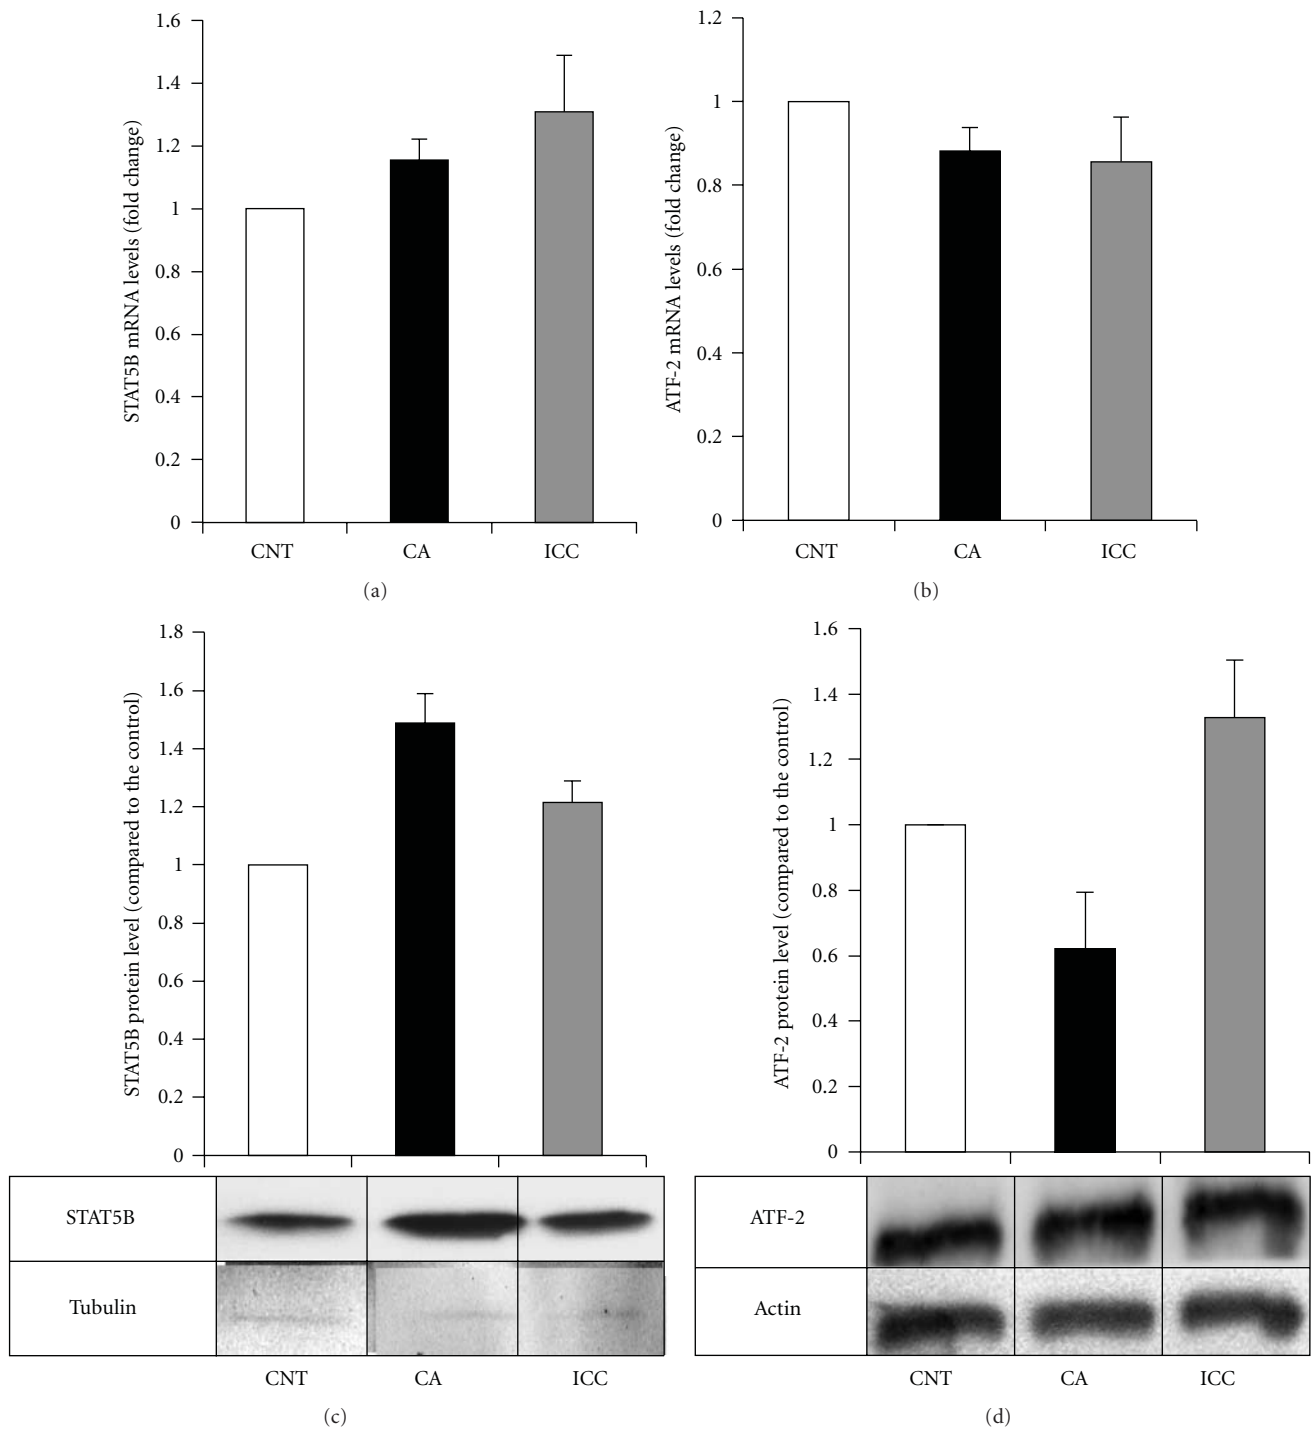 STAT5B mRNA levels (fold change)
1.6
1.4
1.2
1
0.8
0.6
0.4
0.2
0
CNT CA ICC
(a)
ATF-2 mRNA levels (fold change)
1.2
1
0.8
0.6
0.4
0.2
0
CNT CA ICC
(b)
STAT5B protein level (compared to the control)
1.8
1.6
1.4
1.2
1
0.8
0.6
0.4
0.2
0
STAT5B
Tubulin
CNT CA ICC
(c)
ATF-2 protein level (compared to the control)
1.6
1.4
1.2
1
0.8
0.6
0.4
0.2
0
ATF-2
Actin
CNT CA ICC
(d)